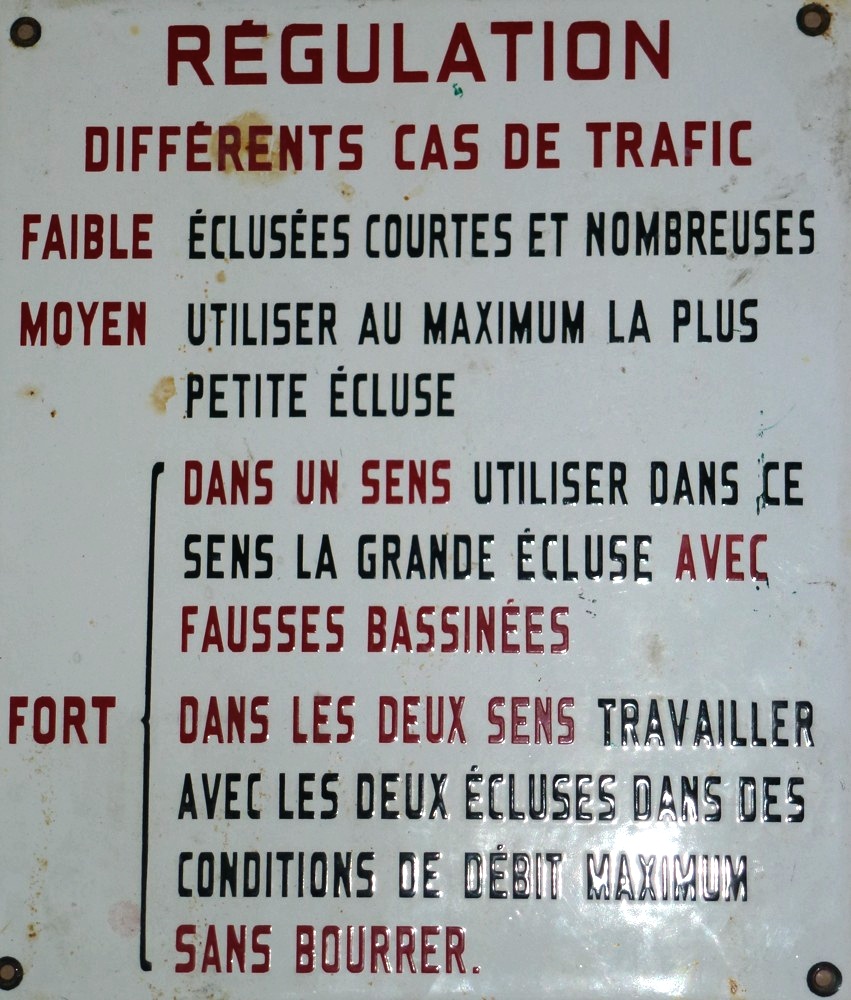 RÉGULATION
DIFFÉRENTS CAS DE TRAFIC
FAIBLE ÉCLUSÉES COURTES ET NOMBREUSES
MOYEN UTILISER AU MAXIMUM LA PLUS
PETITE ÉCLUSE
DANS UN SENS UTILISER DANS CE
SENS LA GRANDE ÉCLUSE AVEC
FAUSSES BASSINÉES
FORT DANS LES DEUX SENS TRAVAILLER
AVEC LES DEUX ÉCLUSES DANS DES
CONDITIONS DE DÉBIT MAXIMUM
SANS BOURRER.